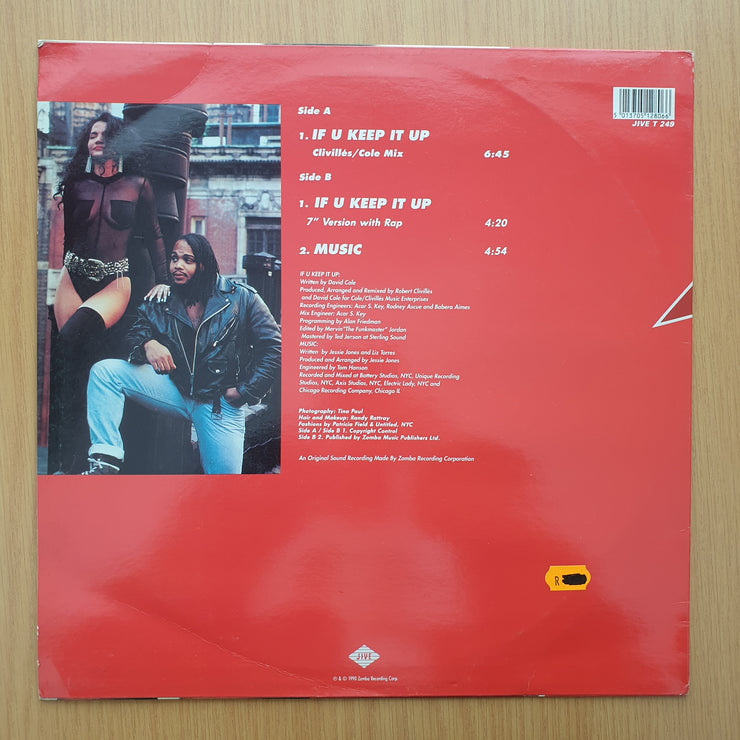 5 013705 128066
JIVE T 249
Side A
1. IF U KEEP IT UP
Clivillés/Cole Mix 6:45
Side B
1. IF U KEEP IT UP
7" Version with Rap 4:20
2. MUSIC 4:54
IF U KEEP IT UP:
Written by David Cole
Produced, Arranged and Remixed by Robert Clivillés
and David Cole for Cole/Clivillés Music Enterprises
Recording Engineers: Acar S. Key, Rodney Ascue and Babera Aimes
Mix Engineer: Acar S. Key
Programming by Alan Friedman
Edited by Mervin "The Funkmaster" Jordan
Mastered by Ted Jenson at Sterling Sound
MUSIC:
Written by Jessie Jones and Liz Torres
Produced and Arranged by Jessie Jones
Engineered by Tom Hanson
Recorded and Mixed at Battery Studios, NYC, Unique Recording
Studios, NYC, Axis Studios, NYC, Electric Lady, NYC and
Chicago Recording Company, Chicago IL
Photography: Tina Paul
Hair and Makeup: Randy Rattray
Fashions by Patricia Field & Untitled, NYC
Side A / Side B 1. Copyright Control
Side B 2. Published by Zomba Music Publishers Ltd.
An Original Sound Recording Made By Zomba Recording Corporation
R
JIVE
℗ & © 1990 Zomba Recording Corp.